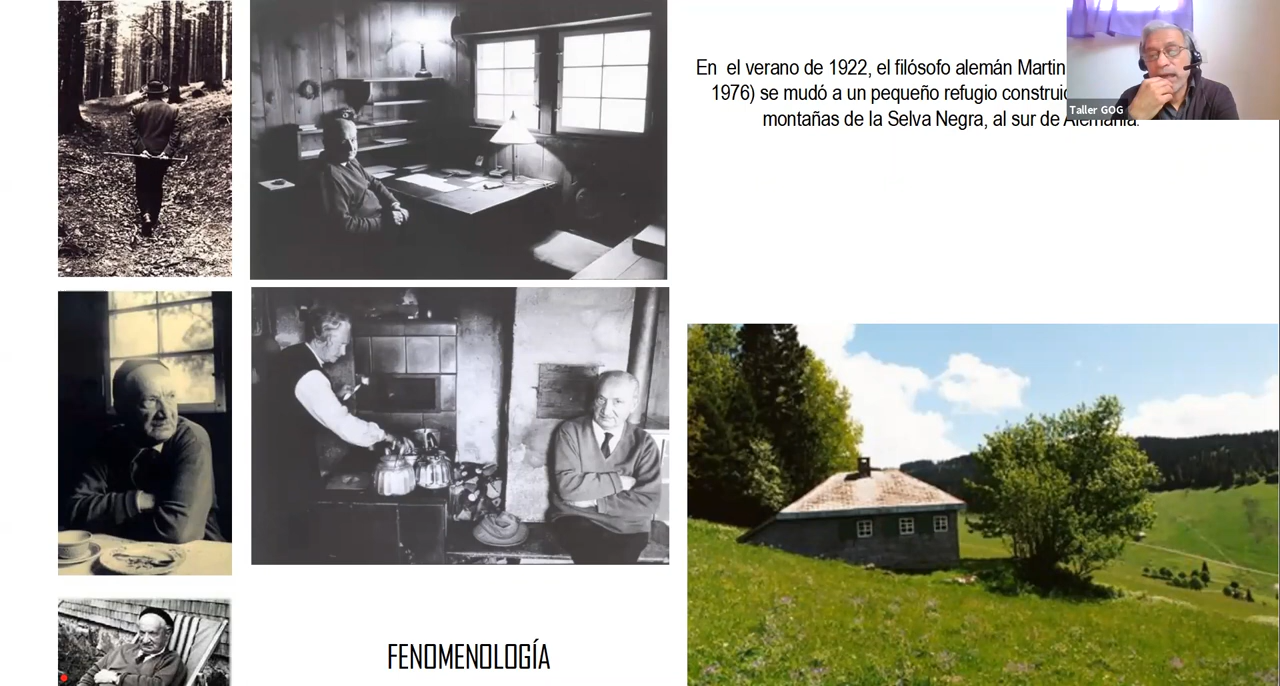 En el verano de 1922, el filósofo alemán Martin
1976) se mudó a un pequeño refugio
montañas de la Selva Negra, al sur de Alemania.
Taller GOG
FENOMENOLOGÍA